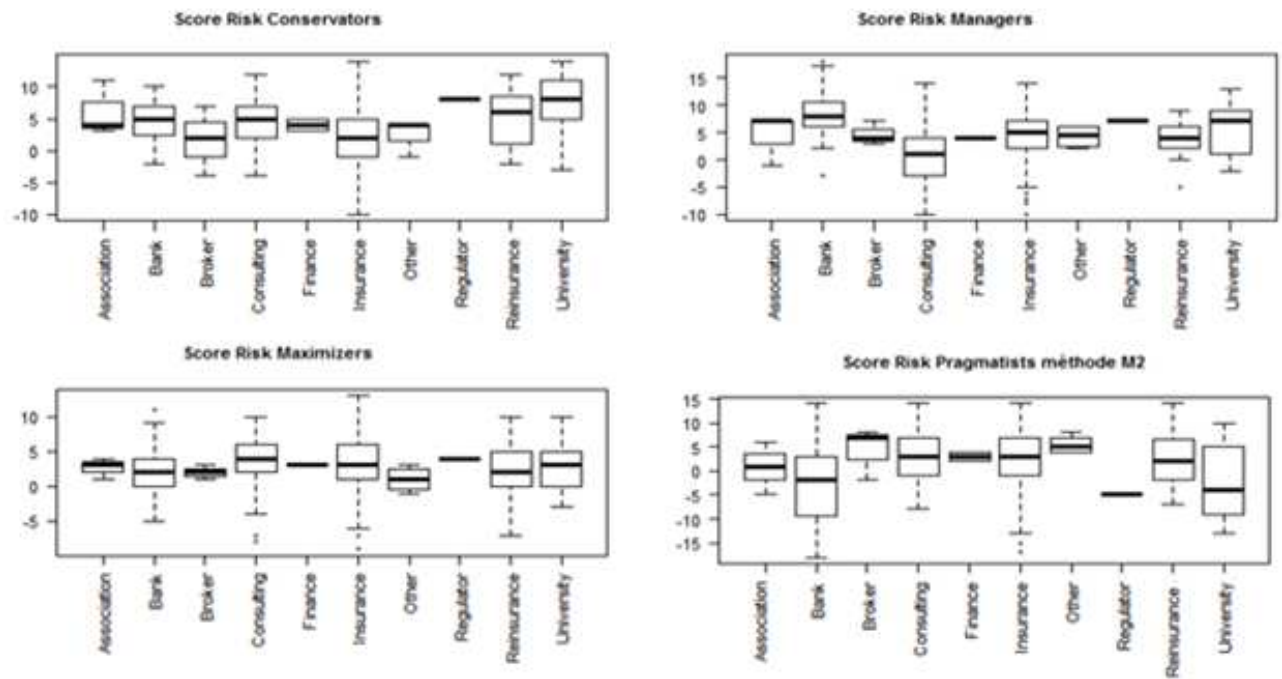 Score Risk Conservators
10
5
0
-5
-10
Association
Bank
Broker
Consulting
Finance
Insurance
Other
Regulator
Reinsurance
University
Score Risk Managers
15
10
5
0
-5
-10
Association
Bank
Broker
Consulting
Finance
Insurance
Other
Regulator
Reinsurance
University
Score Risk Maximizers
10
5
0
-5
Association
Bank
Broker
Consulting
Finance
Insurance
Other
Regulator
Reinsurance
University
Score Risk Pragmatists méthode M2
15
10
5
0
-5
-10
-15
Association
Bank
Broker
Consulting
Finance
Insurance
Other
Regulator
Reinsurance
University